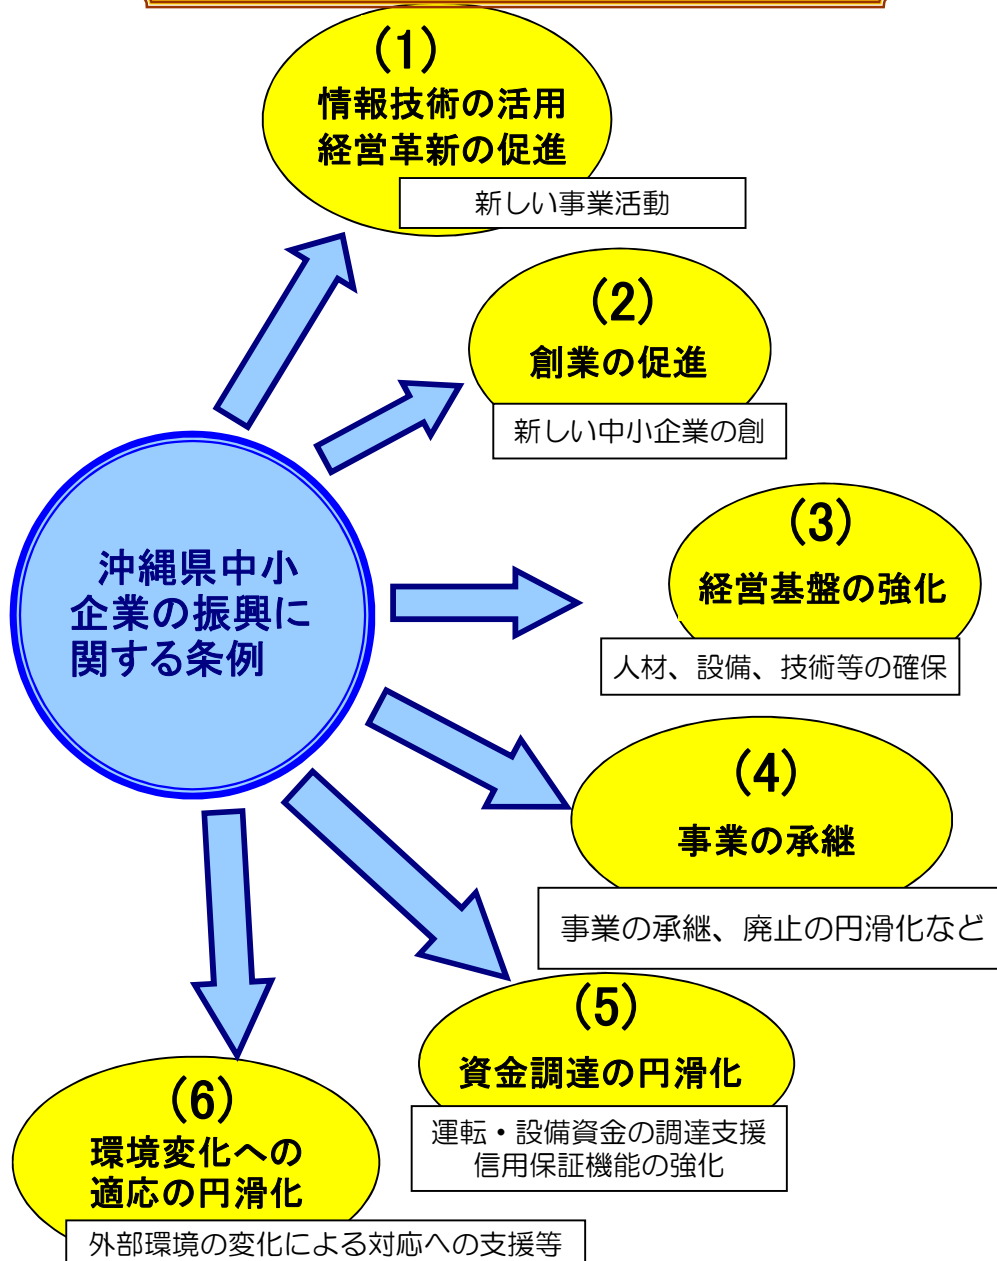 (1)
情報技術の活用
経営革新の促進
新しい事業活動
(2)
創業の促進
新しい中小企業の創
(3)
経営基盤の強化
人材、設備、技術等の確保
沖縄県中小
企業の振興に
関する条例
(4)
事業の承継
事業の承継、廃止の円滑化など
(5)
資金調達の円滑化
運転・設備資金の調達支援
信用保証機能の強化
(6)
環境変化への
適応の円滑化
外部環境の変化による対応への支援等